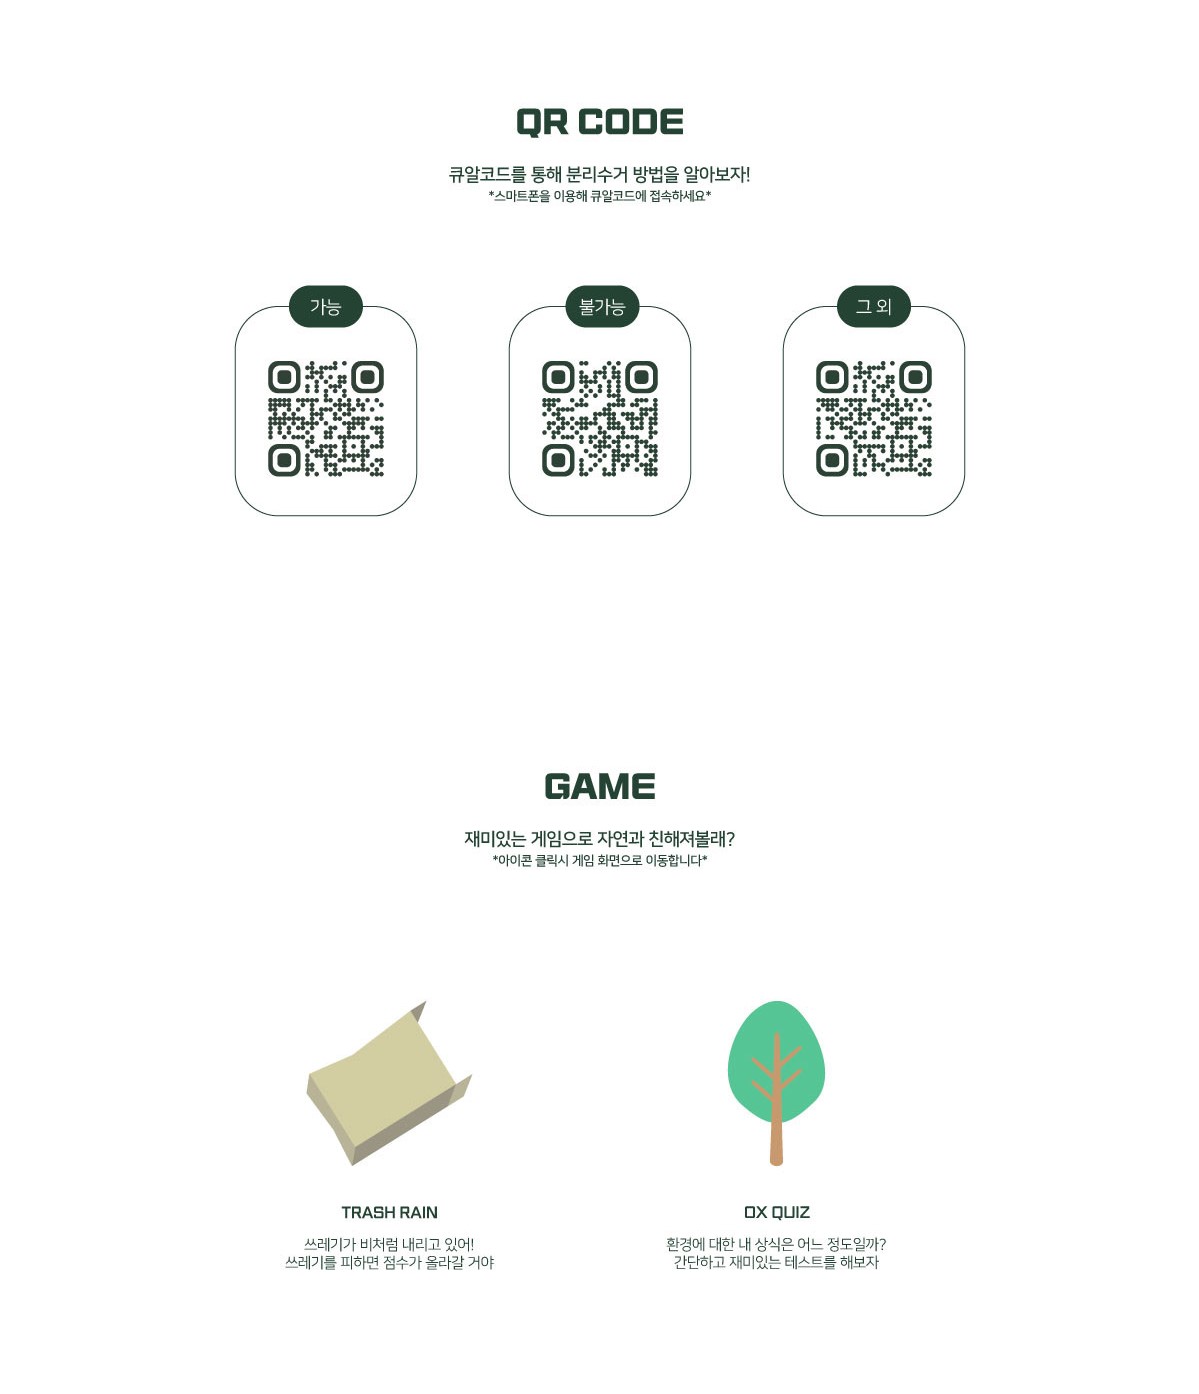 QR CODE
큐알코드를 통해 분리수거 방법을 알아보자!
*스마트폰을 이용해 큐알코드에 접속하세요*
가능
불가능
그 외
GAME
재미있는 게임으로 자연과 친해져볼래?
*아이콘 클릭시 게임 화면으로 이동합니다*
TRASH RAIN
쓰레기가 비처럼 내리고 있어!
쓰레기를 피하면 점수가 올라갈 거야
OX QUIZ
환경에 대한 내 상식은 어느 정도일까?
간단하고 재미있는 테스트를 해보자